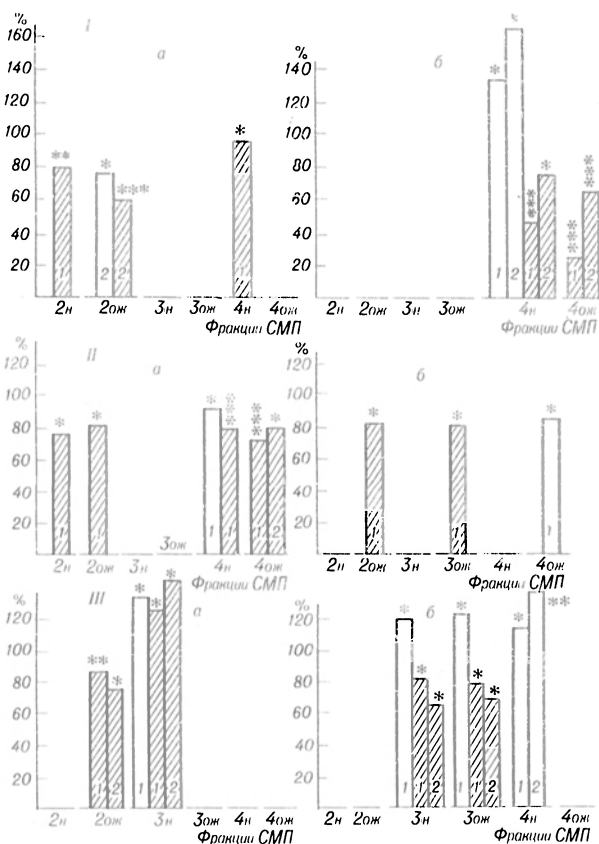 %
160
140
120
100
80
60
40
20
I
а
** * *** *
1 2 2 1
2н 2ож 3н 3ож 4н 4ож
Фракции СМП
%
140
120
100
80
60
40
20
б
* * *** * *** ***
1 2 1 2 1 2
2н 2ож 3н 3ож 4н 4ож
Фракции СМП
%
120
100
80
60
40
20
II
а
* * * *** *** *
1 1 1 1 1 2
2н 2ож 3н 3ож 4н 4ож
Фракции СМП
%
120
100
80
60
40
20
б
* * *
1 1 1
2н 2ож 3н 3ож 4н 4ож
Фракции СМП
%
120
100
80
60
40
20
III
а
** * * * *
1 2 1 1 2
2н 2ож 3н 3ож 4н 4ож
Фракции СМП
%
120
100
80
60
40
20
б
* * * * * * * **
1 1 2 1 1 2 1 2
2н 2ож 3н 3ож 4н 4ож
Фракции СМП